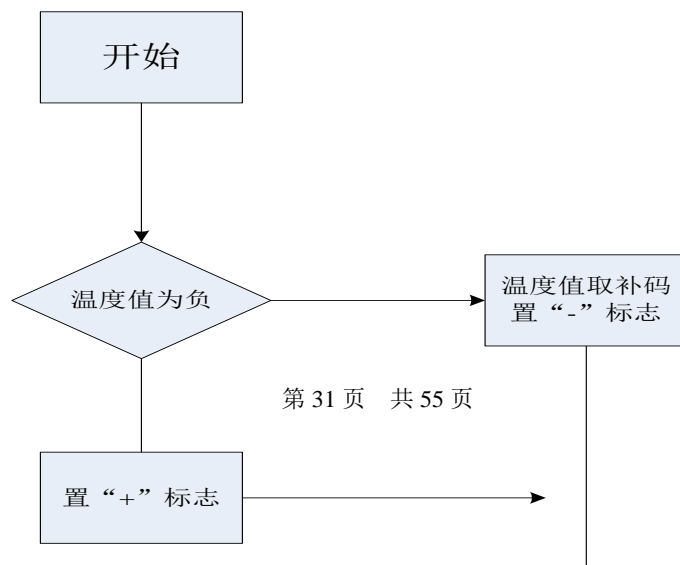 开始
温度值为负
温度值取补码
置“-”标志
第 31 页 共 55 页
置“+”标志